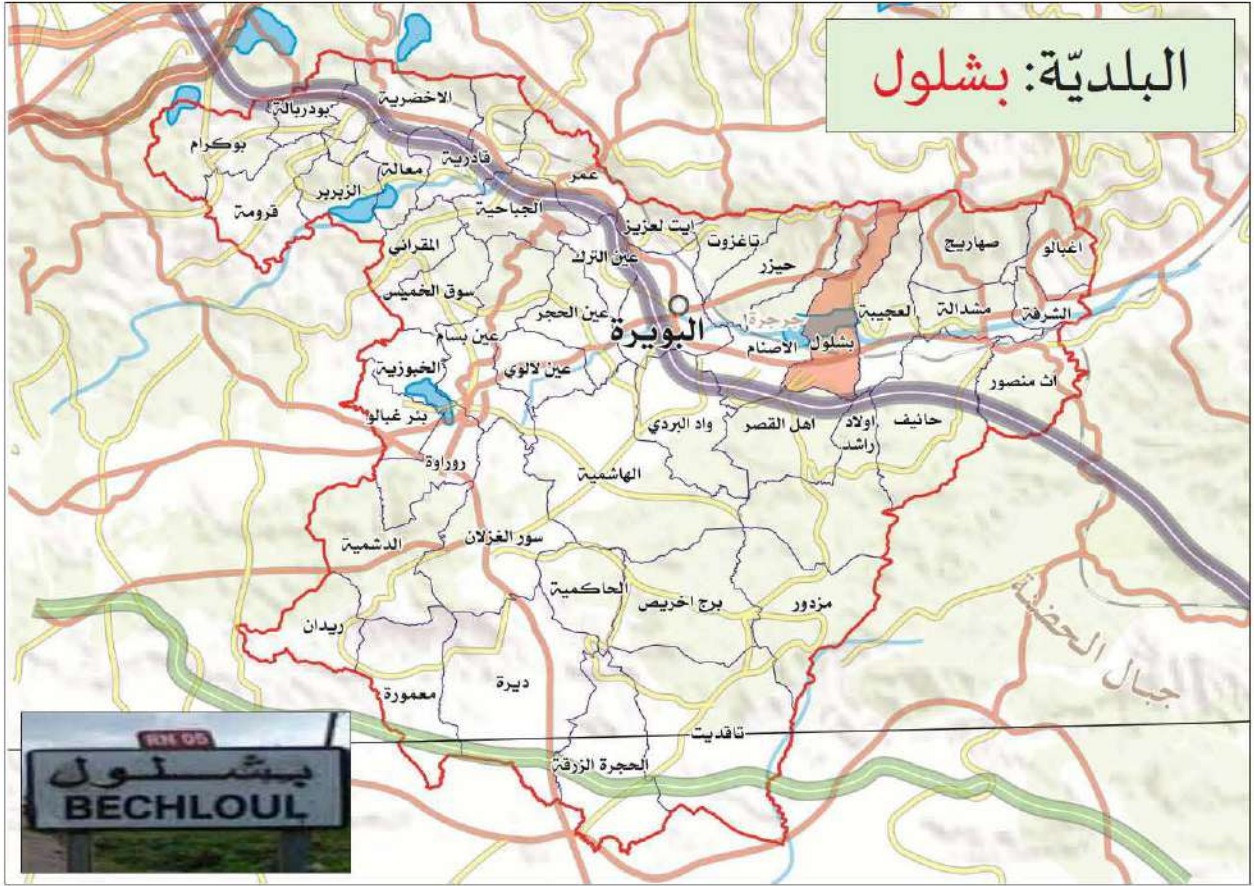 البلديّة: بشلول
الاخضرية
بودربالة
بوكرام
قادرية
معالة
الزبربر
قرومة
عمر
الجباحية
المقراني
سوق الخميس
عين الترك
ايت لعزيز
تاغزوت
حيزر
صهاريج
اغبالو
عين الحجر
البويرة
جرجرة
الأصنام
بشلول
العجيبة
مشدالة
الشرفة
عين بسام
الخبوزية
عين لالوي
بئر غبالو
واد البردي
اهل القصر
اولاد
راشد
حانيف
اث منصور
روراوة
الهاشمية
الدشمية
سور الغزلان
الحاكمية
برج اخريص
مزدور
جبال الحضنة
ريدان
معمورة
ديرة
تاقديت
الحجرة الزرقة
RN 05
بشلول
BECHLOUL